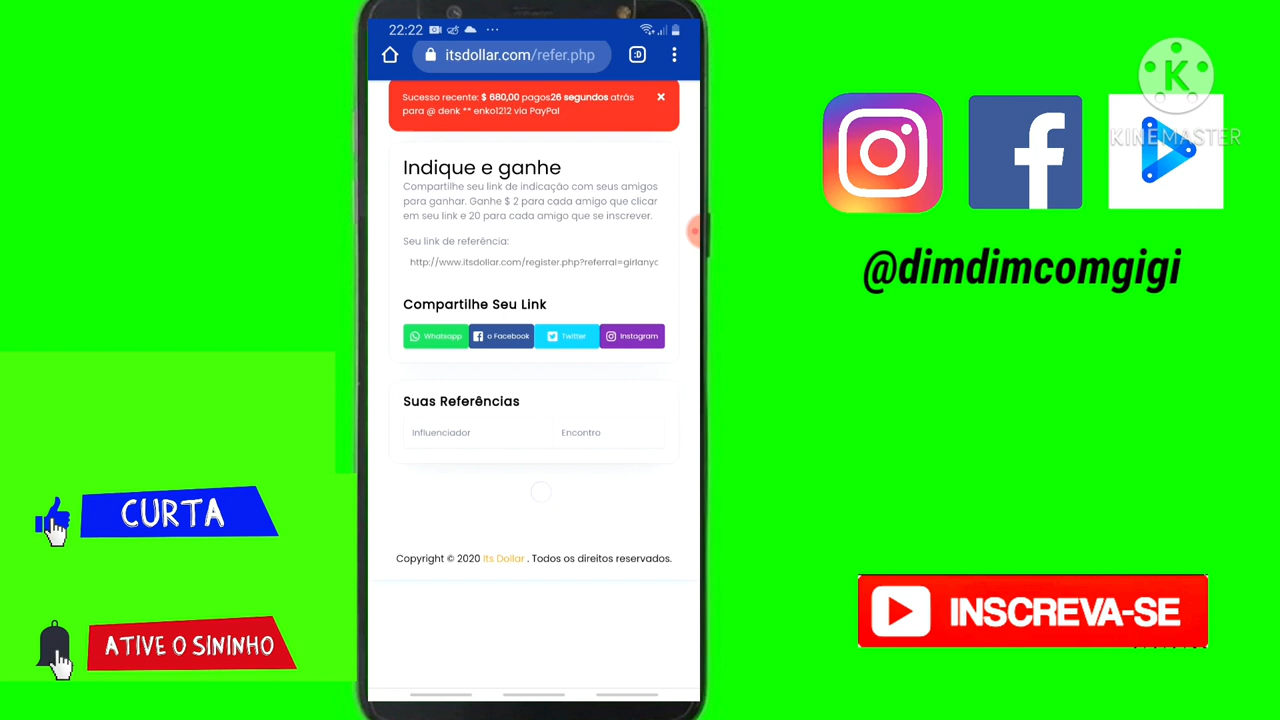 22:22
itsdollar.com/refer.php
:D
Sucesso recente: $ 680,00 pagos26 segundos atrás
para @ denk ** enko1212 via PayPal
Indique e ganhe
Compartilhe seu link de indicação com seus amigos
para ganhar. Ganhe $ 2 para cada amigo que clicar
em seu link e 20 para cada amigo que se inscrever.
Seu link de referência:
http://www.itsdollar.com/register.php?referral=girlanyc
Compartilhe Seu Link
Whatsapp
o Facebook
Twitter
Instagram
Suas Referências
Influenciador
Encontro
Copyright © 2020 Its Dollar . Todos os direitos reservados.
K
KINEMASTER
@dimdimcomgigi
CURTA
ATIVE O SININHO
INSCREVA-SE